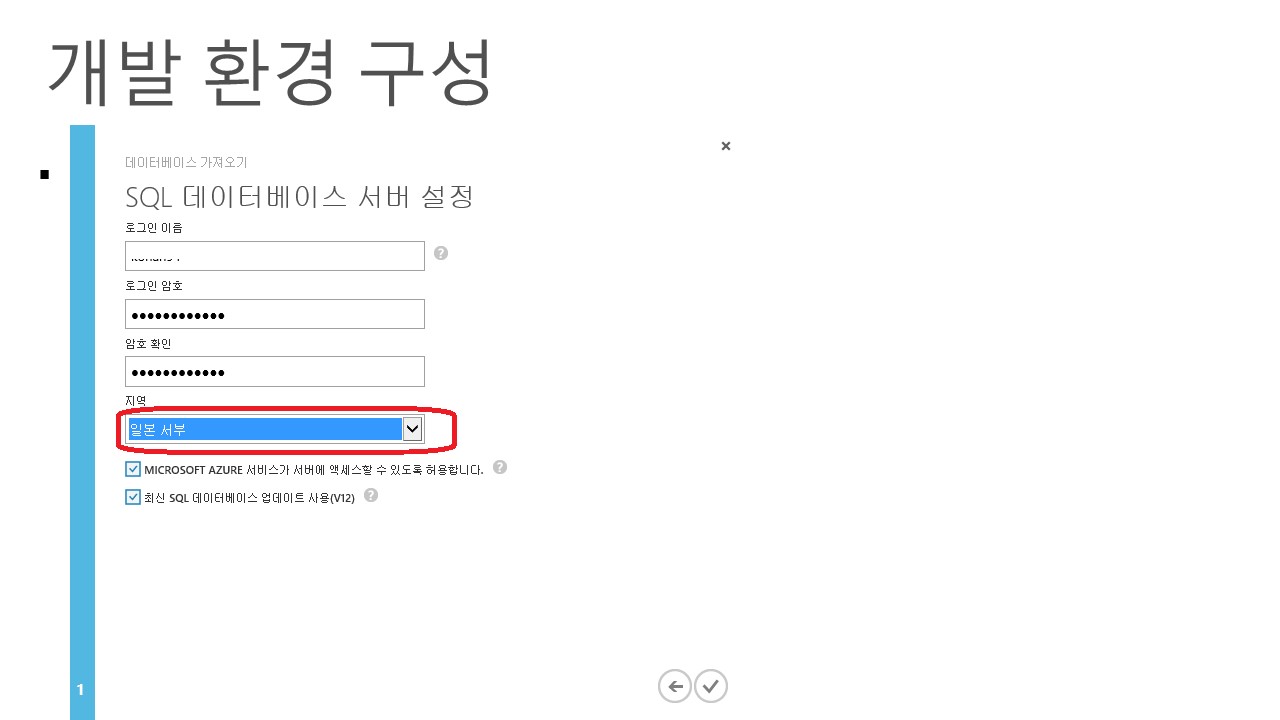 개발 환경 구성
데이터베이스 가져오기
SQL 데이터베이스 서버 설정
로그인 이름
로그인 암호
●●●●●●●●●●●●
암호 확인
●●●●●●●●●●●●
지역
일본 서부
MICROSOFT AZURE 서비스가 서버에 액세스할 수 있도록 허용합니다.
최신 SQL 데이터베이스 업데이트 사용(V12)
1